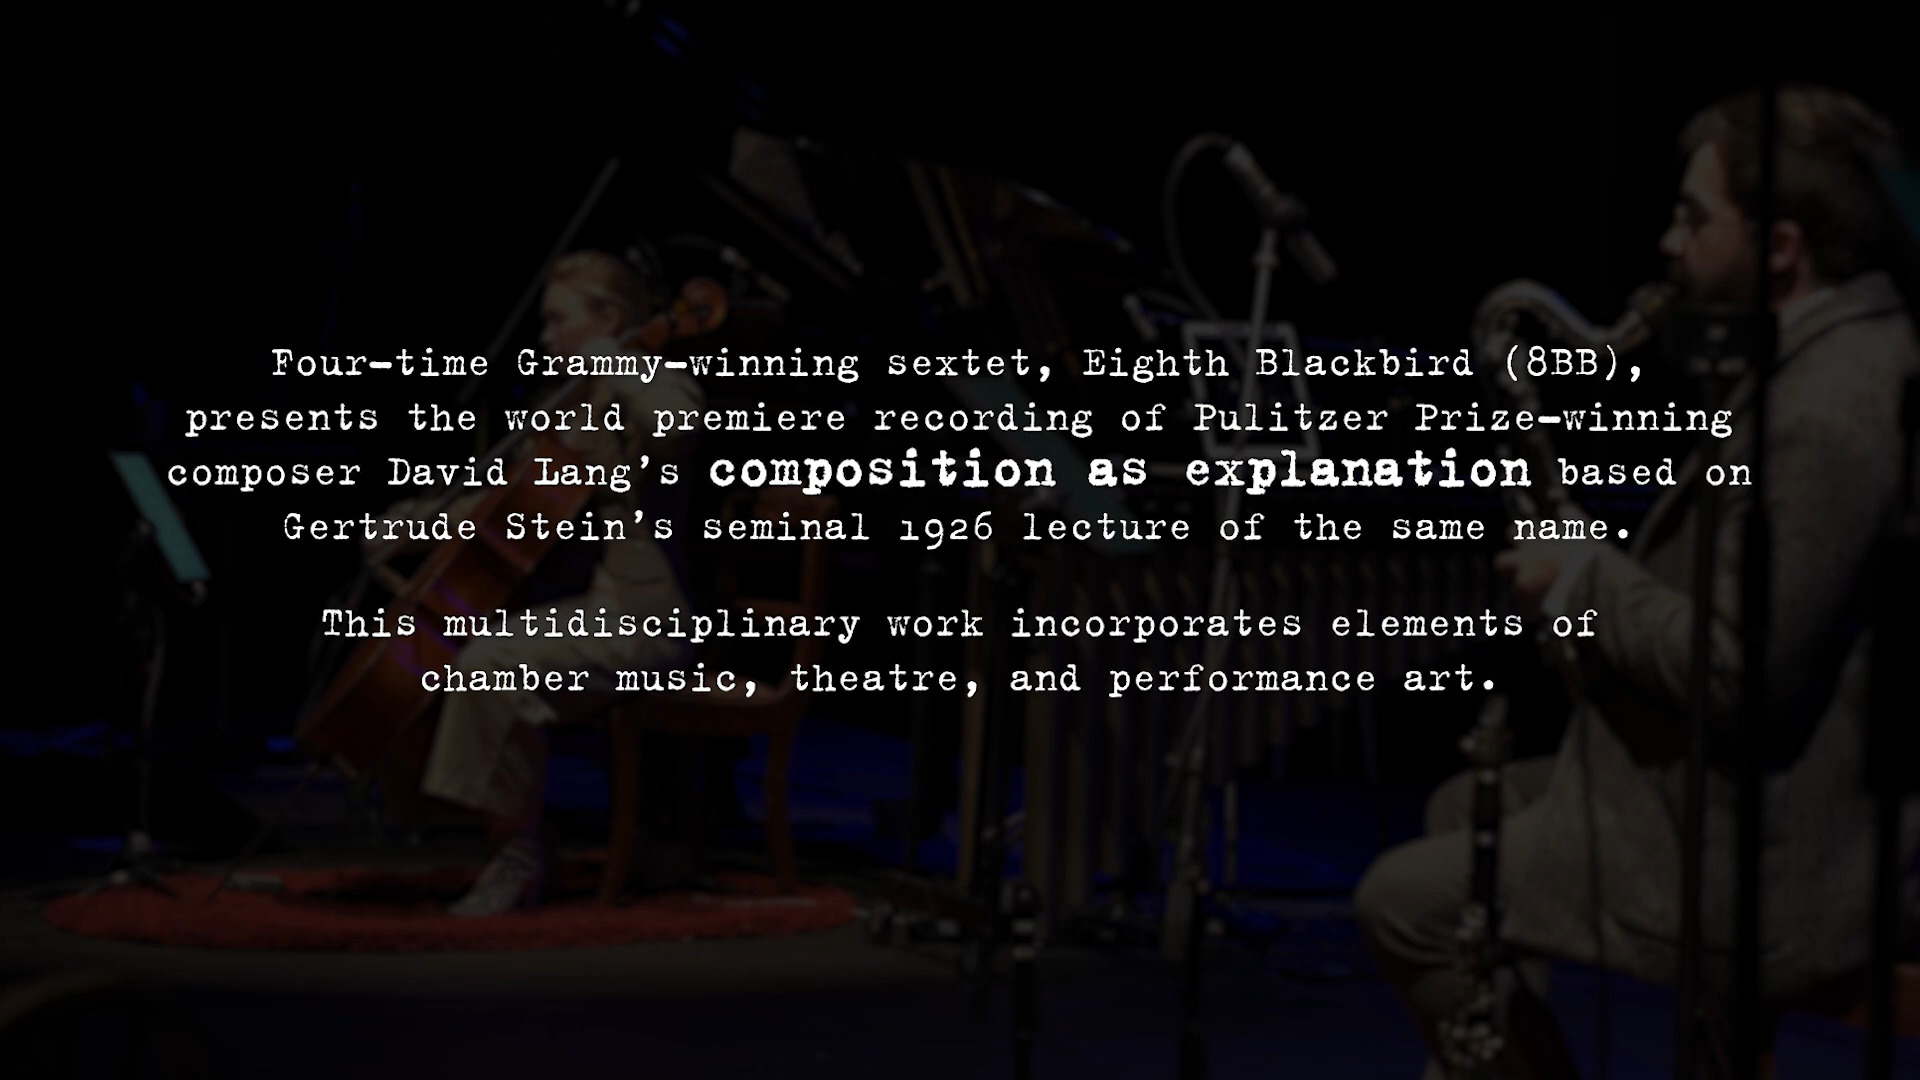 Four-time Grammy-winning sextet, Eighth Blackbird (8BB),
presents the world premiere recording of Pulitzer Prize-winning
composer David Lang's composition as explanation based on
Gertrude Stein's seminal 1926 lecture of the same name.
This multidisciplinary work incorporates elements of
chamber music, theatre, and performance art.